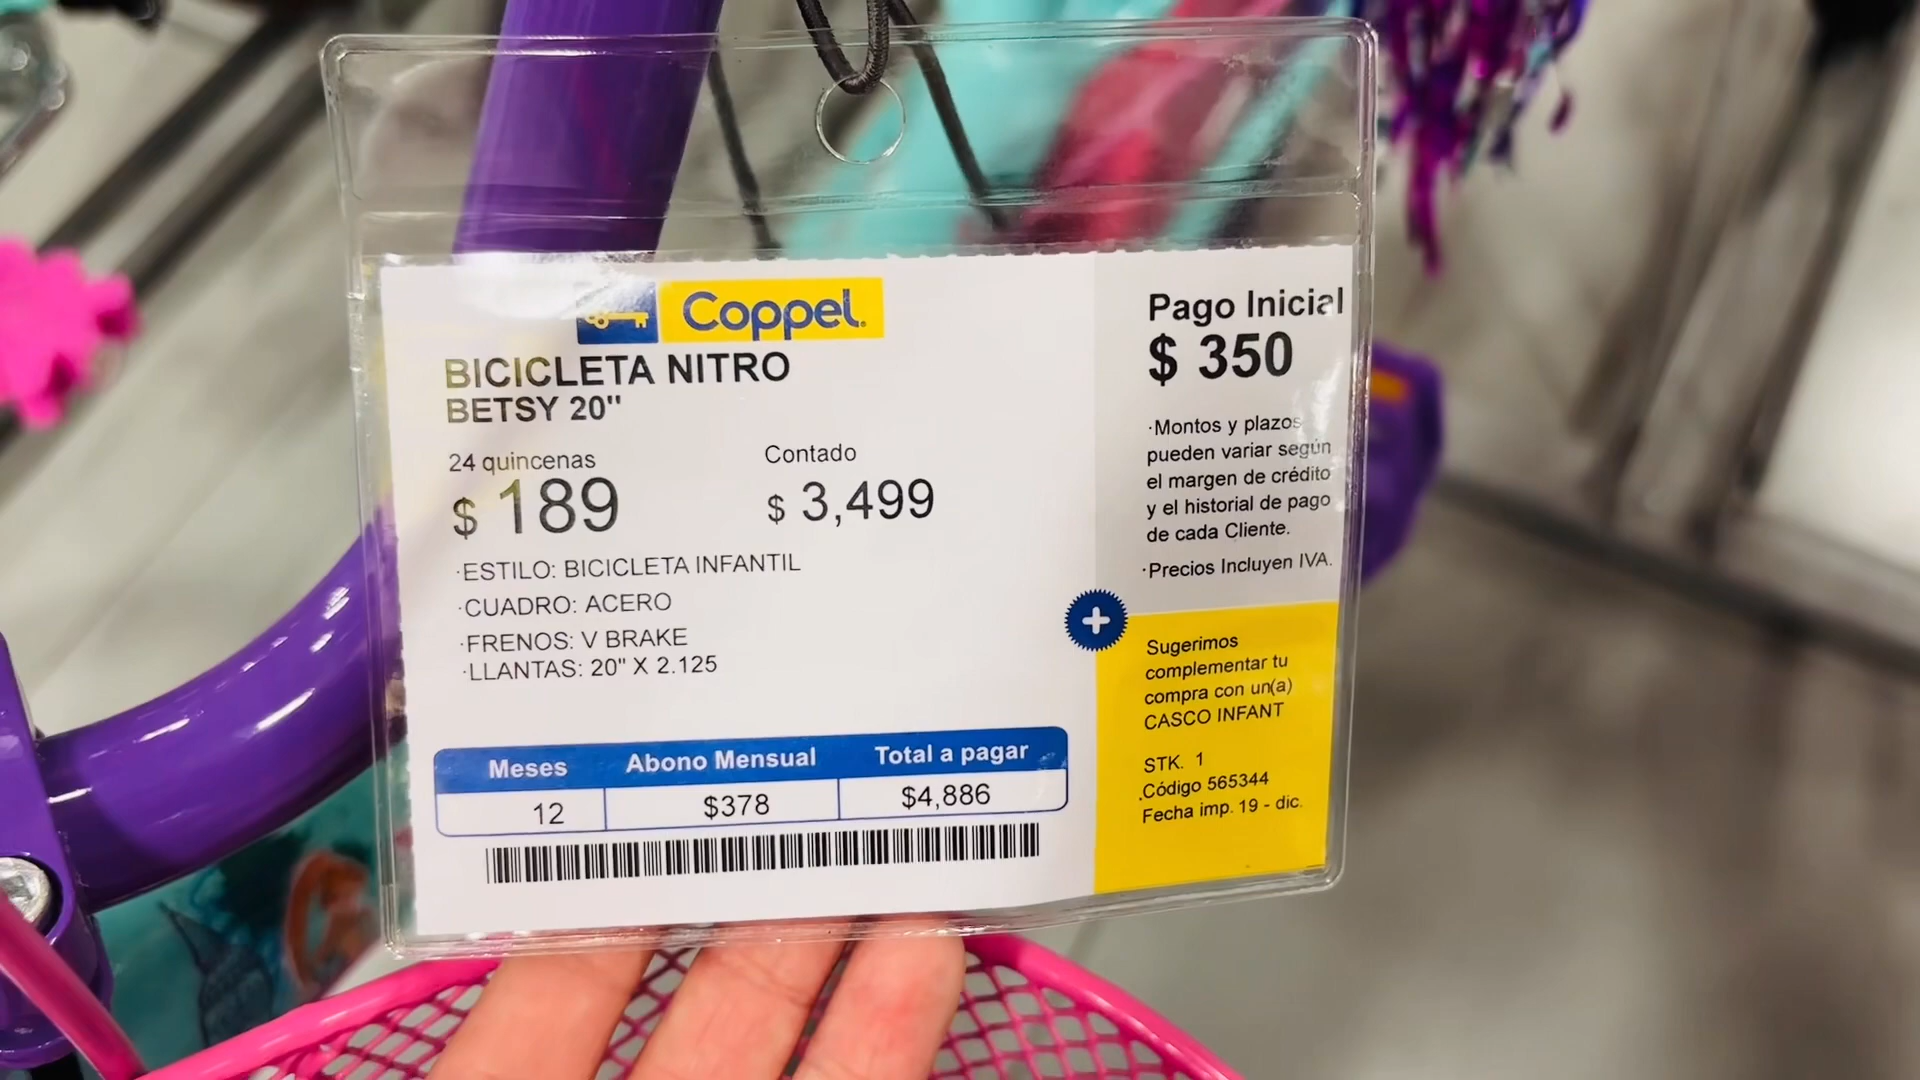 Coppel.
BICICLETA NITRO
BETSY 20"
24 quincenas
$ 189
Contado
$ 3,499
·ESTILO: BICICLETA INFANTIL
·CUADRO: ACERO
·FRENOS: V BRAKE
·LLANTAS: 20" X 2.125
Meses Abono Mensual Total a pagar
12 $378 $4,886
Pago Inicial
$ 350
·Montos y plazos
pueden variar según
el margen de crédito
y el historial de pago
de cada Cliente.
·Precios Incluyen IVA.
+
Sugerimos
complementar tu
compra con un(a)
CASCO INFANT
STK. 1
Código 565344
Fecha imp. 19 - dic.